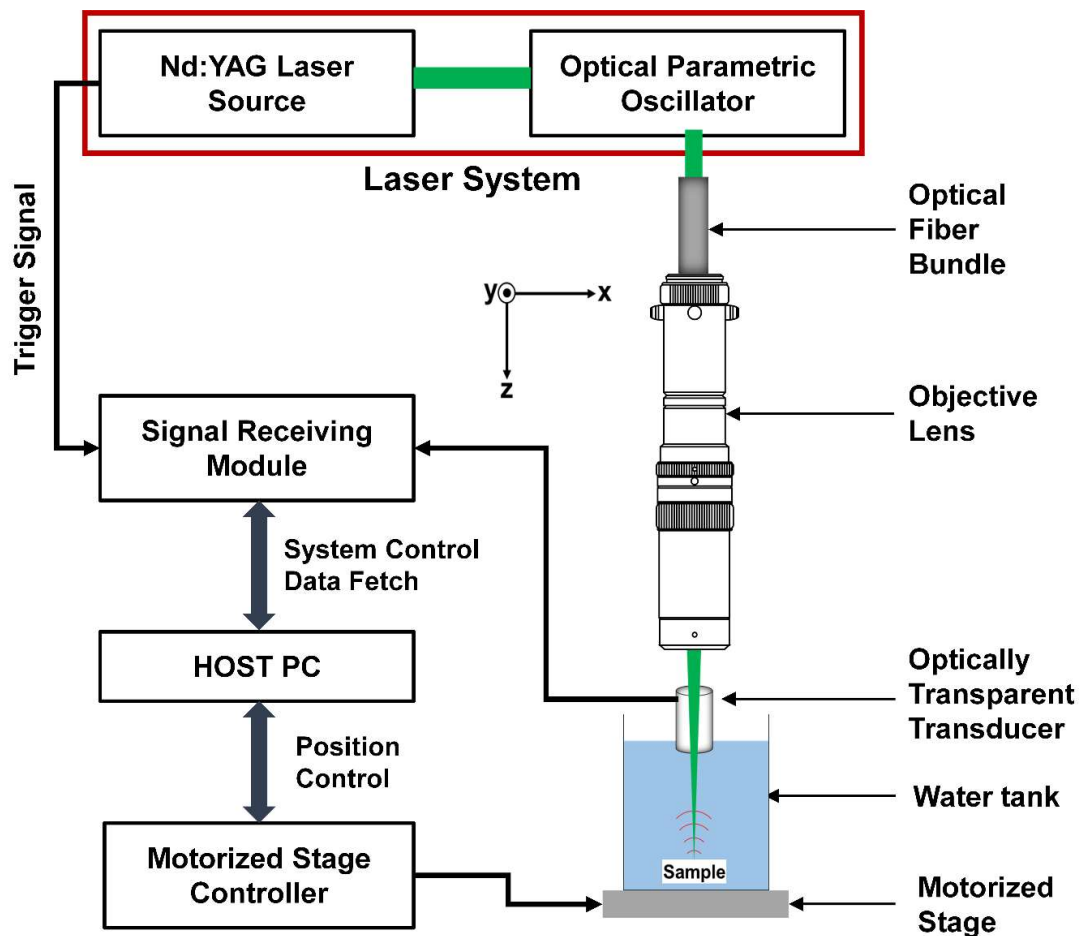 Nd:YAG Laser
Source
Optical Parametric
Oscillator
Laser System
Trigger Signal
Optical
Fiber
Bundle
y
x
z
Objective
Lens
Signal Receiving
Module
System Control
Data Fetch
HOST PC
Optically
Transparent
Transducer
Position
Control
Water tank
Sample
Motorized Stage
Controller
Motorized
Stage